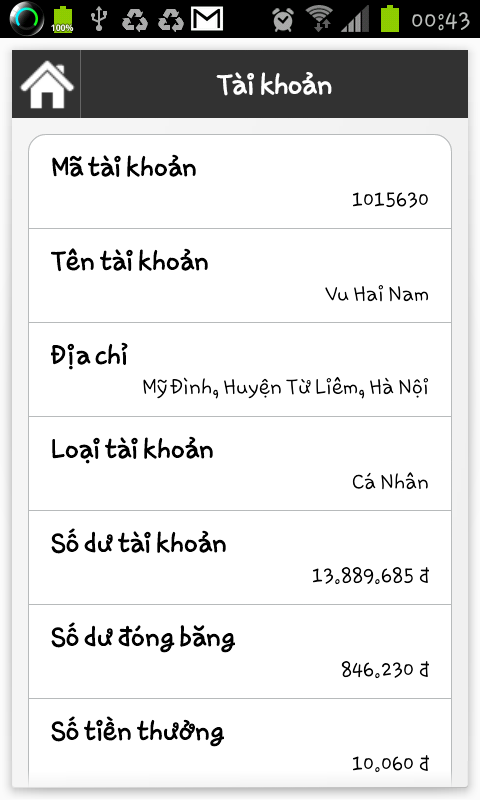 100%
00:43
Tài khoản
Mã tài khoản
1015630
Tên tài khoản
Vu Hai Nam
Địa chỉ
Mỹ Đình, Huyện Từ Liêm, Hà Nội
Loại tài khoản
Cá Nhân
Số dư tài khoản
13.889.685 đ
Số dư đóng băng
846.230 đ
Số tiền thưởng
10.060 đ